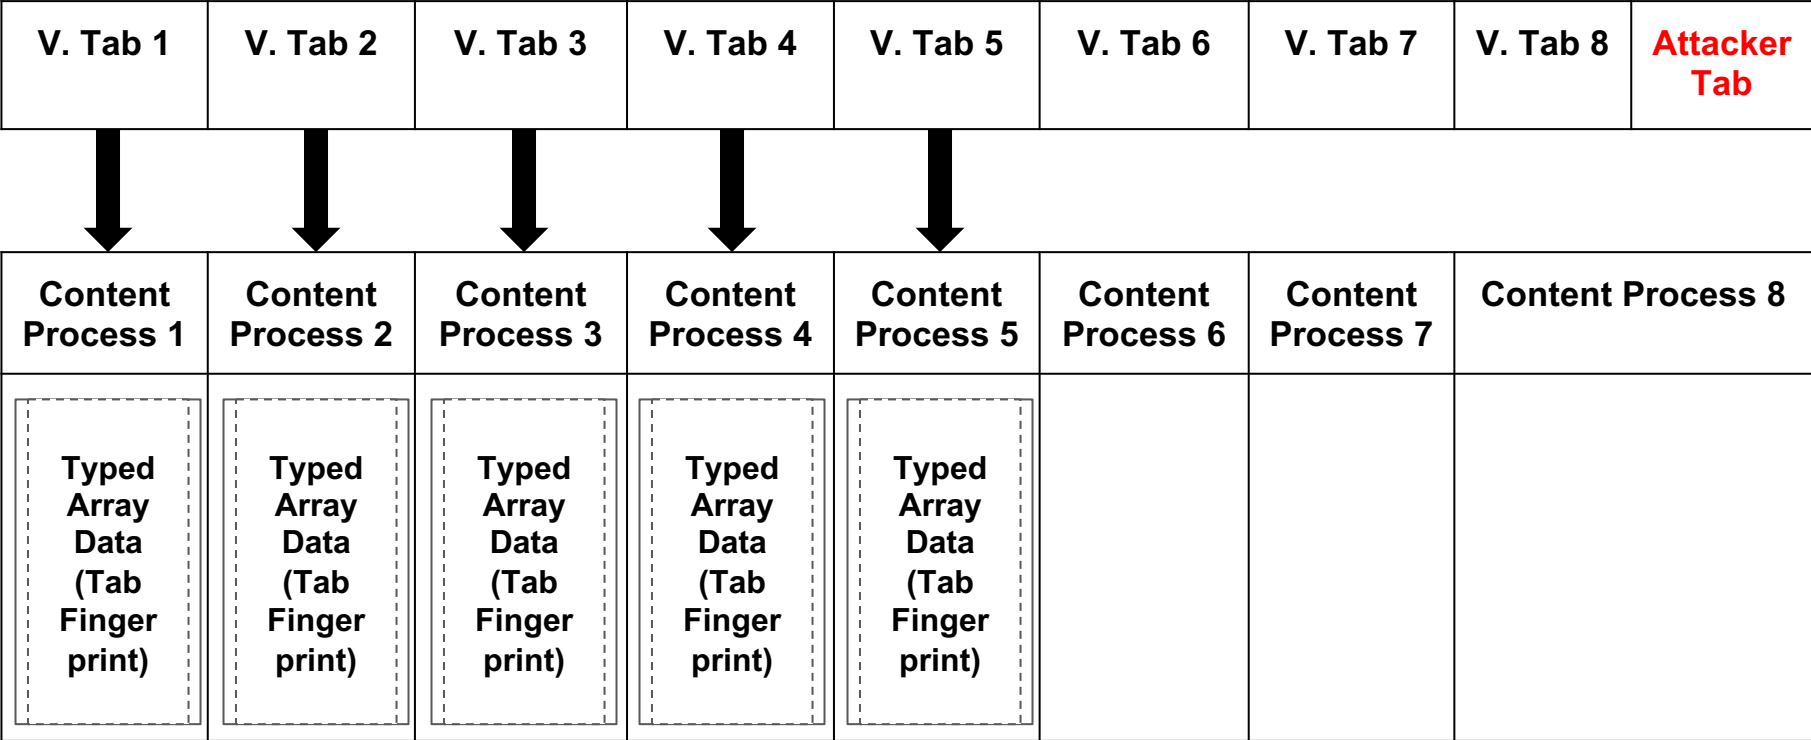 V. Tab 1
V. Tab 2
V. Tab 3
V. Tab 4
V. Tab 5
V. Tab 6
V. Tab 7
V. Tab 8
Attacker
Tab
Content
Process 1
Content
Process 2
Content
Process 3
Content
Process 4
Content
Process 5
Content
Process 6
Content
Process 7
Content Process 8
Typed
Array
Data
(Tab
Finger
print)
Typed
Array
Data
(Tab
Finger
print)
Typed
Array
Data
(Tab
Finger
print)
Typed
Array
Data
(Tab
Finger
print)
Typed
Array
Data
(Tab
Finger
print)